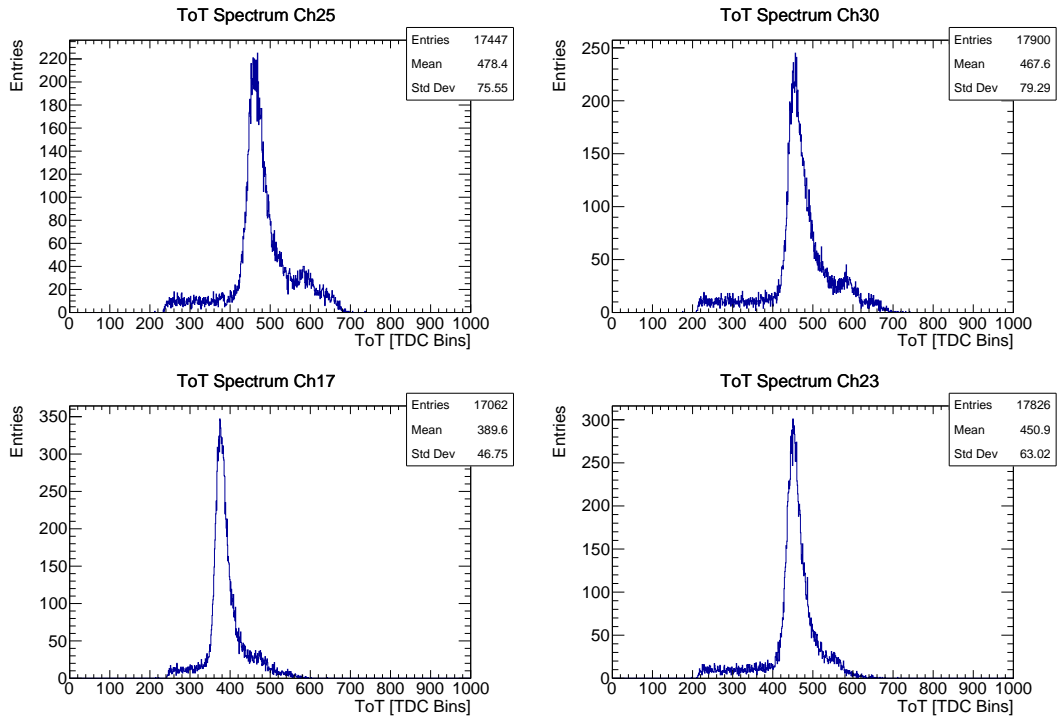 ToT Spectrum Ch25
Entries
Entries 17447
Mean 478.4
Std Dev 75.55
220
200
180
160
140
120
100
80
60
40
20
0
0 100 200 300 400 500 600 700 800 900 1000
ToT [TDC Bins]
ToT Spectrum Ch30
Entries
Entries 17900
Mean 467.6
Std Dev 79.29
250
200
150
100
50
0
0 100 200 300 400 500 600 700 800 900 1000
ToT [TDC Bins]
ToT Spectrum Ch17
Entries
Entries 17062
Mean 389.6
Std Dev 46.75
350
300
250
200
150
100
50
0
0 100 200 300 400 500 600 700 800 900 1000
ToT [TDC Bins]
ToT Spectrum Ch23
Entries
Entries 17826
Mean 450.9
Std Dev 63.02
300
250
200
150
100
50
0
0 100 200 300 400 500 600 700 800 900 1000
ToT [TDC Bins]